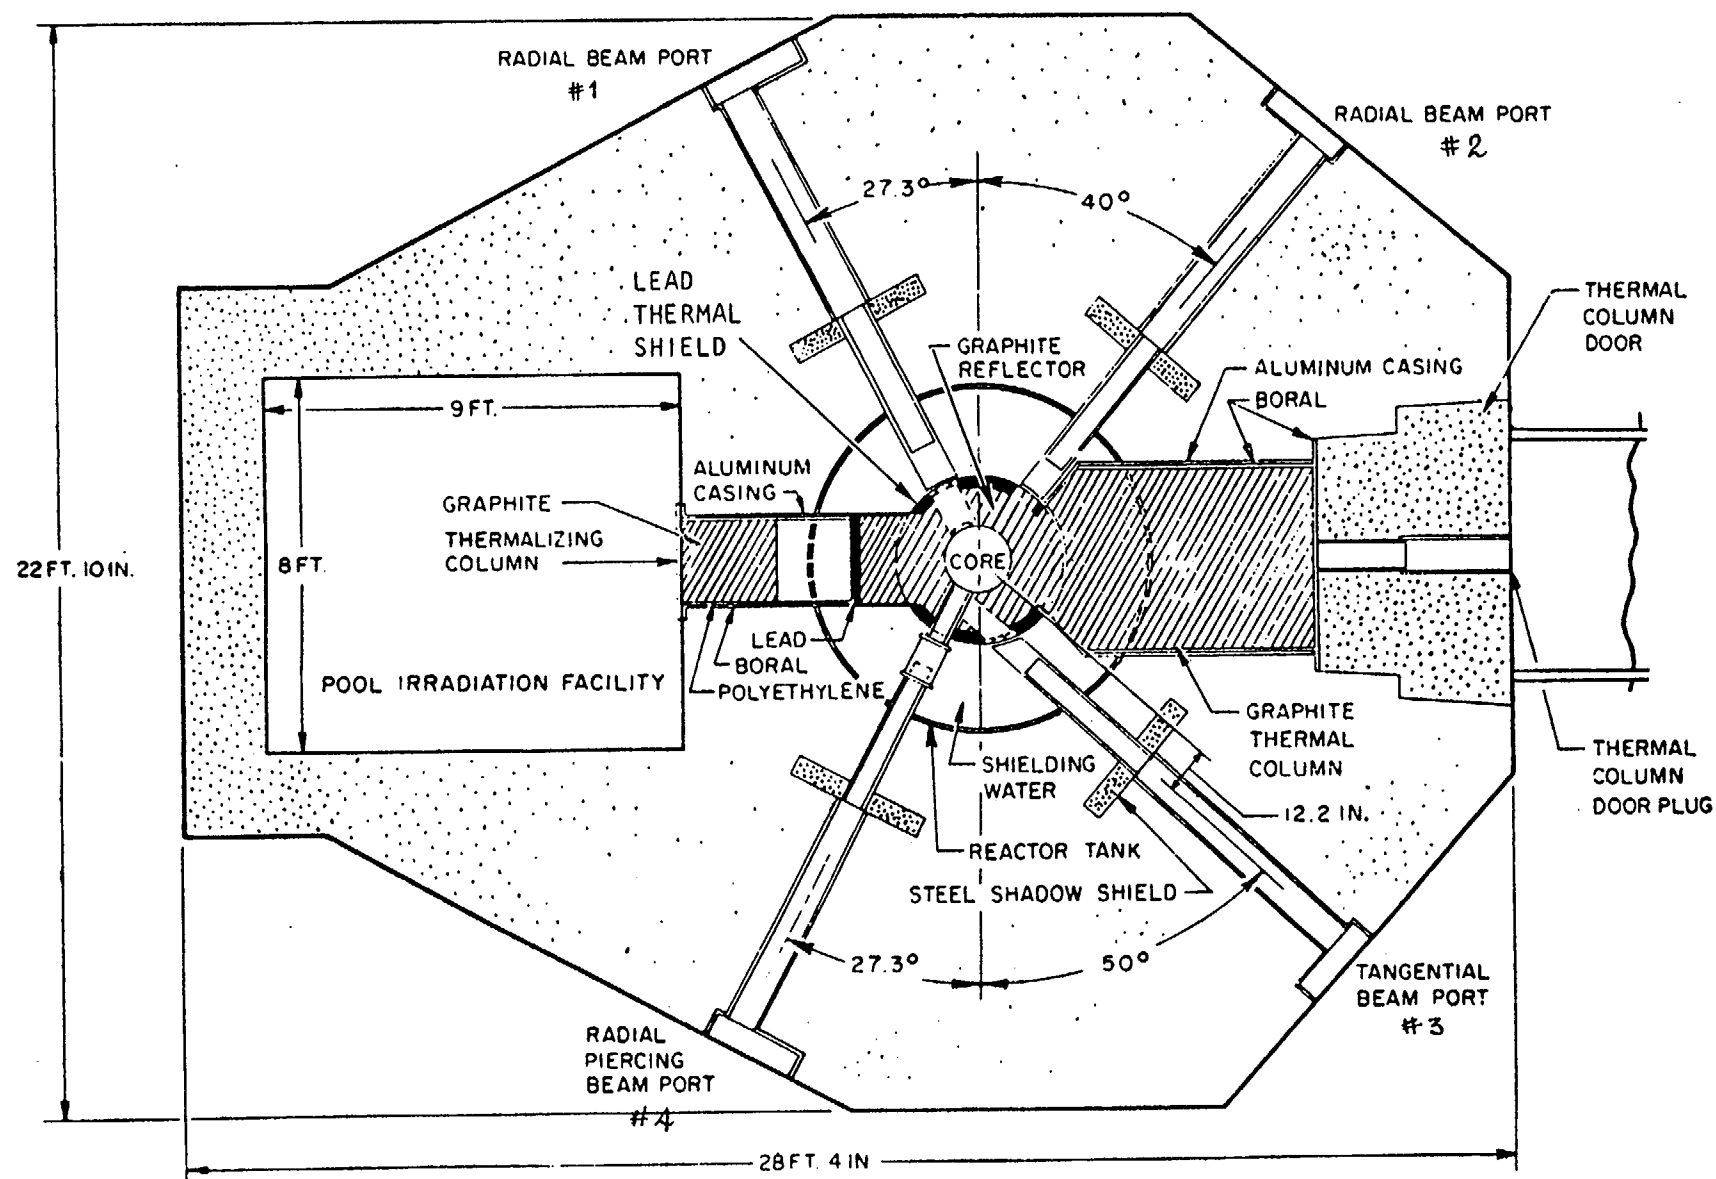 RADIAL BEAM PORT
#1
RADIAL BEAM PORT
#2
27.3°
40°
LEAD
THERMAL
SHIELD
GRAPHITE
REFLECTOR
THERMAL
COLUMN
DOOR
ALUMINUM CASING
BORAL
9 FT.
8 FT.
22 FT. 10 IN.
ALUMINUM
CASING
GRAPHITE
THERMALIZING
COLUMN
CORE
LEAD
BORAL
POLYETHYLENE
POOL IRRADIATION FACILITY
SHIELDING
WATER
GRAPHITE
THERMAL
COLUMN
THERMAL
COLUMN
DOOR PLUG
12.2 IN.
REACTOR TANK
STEEL SHADOW SHIELD
27.3°
50°
TANGENTIAL
BEAM PORT
#3
RADIAL
PIERCING
BEAM PORT
#4
28 FT. 4 IN